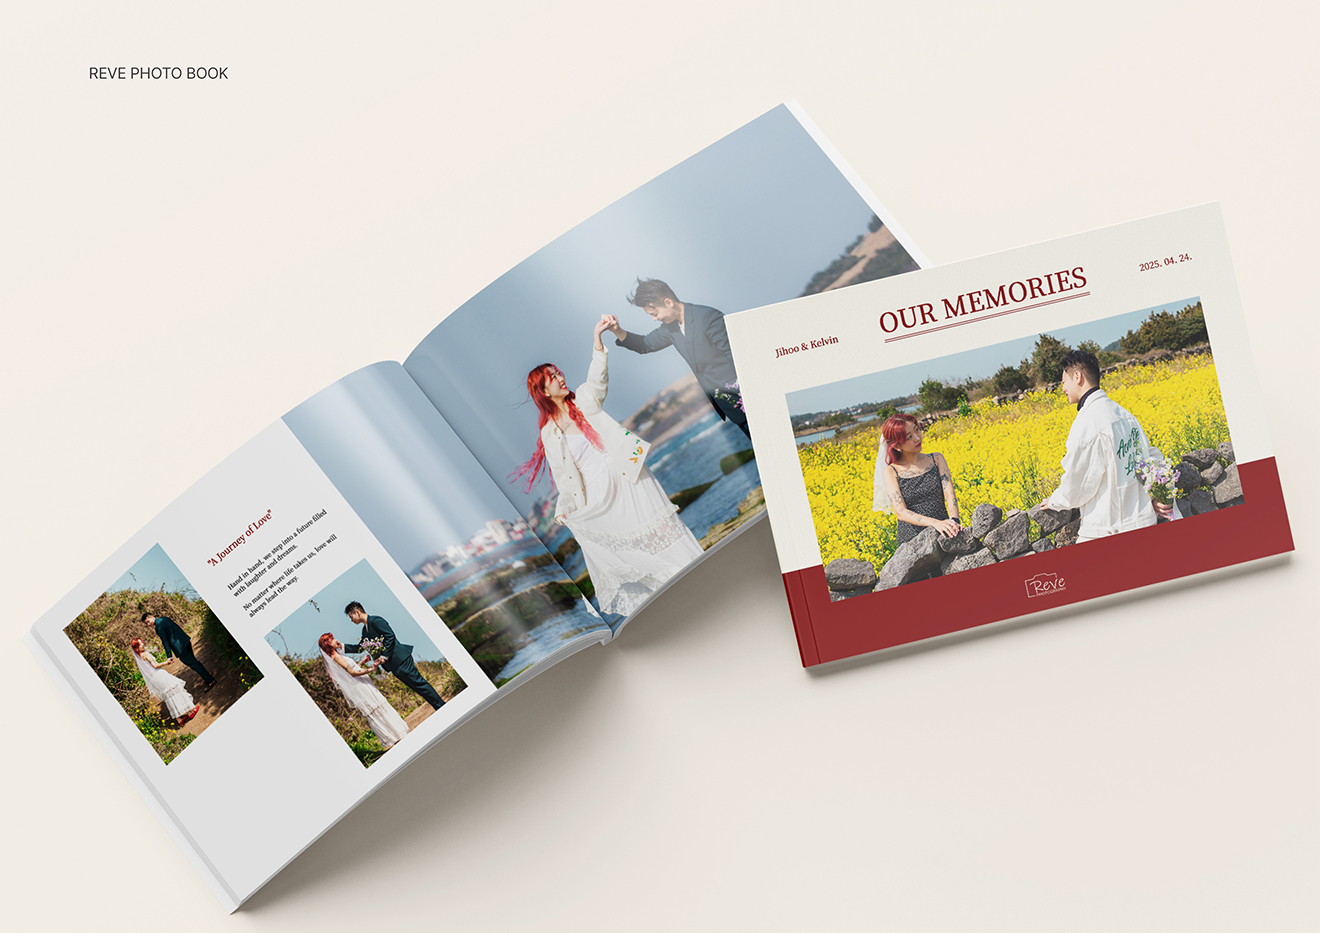 REVE PHOTO BOOK
"A Journey of Love"
Hand in hand, we step into a future filled
with laughter and dreams.
No matter where life takes us, love will
always lead the way.
OUR MEMORIES
2025. 04. 24.
Jihoo & Kelvin
Reve